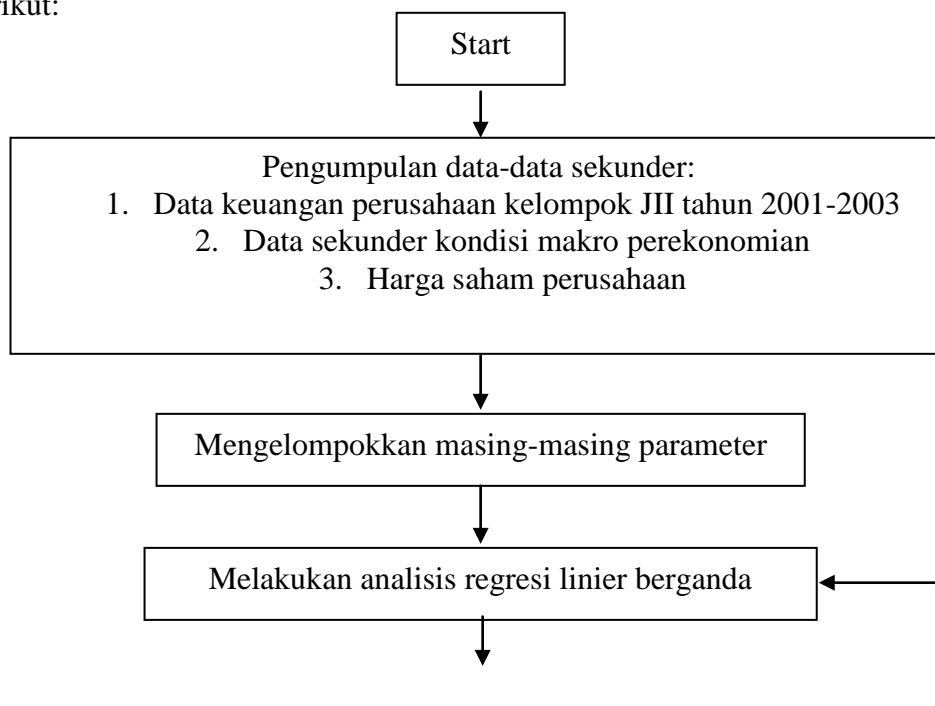 rikut:
Start
Pengumpulan data-data sekunder:
1. Data keuangan perusahaan kelompok JII tahun 2001-2003
2. Data sekunder kondisi makro perekonomian
3. Harga saham perusahaan
Mengelompokkan masing-masing parameter
Melakukan analisis regresi linier berganda